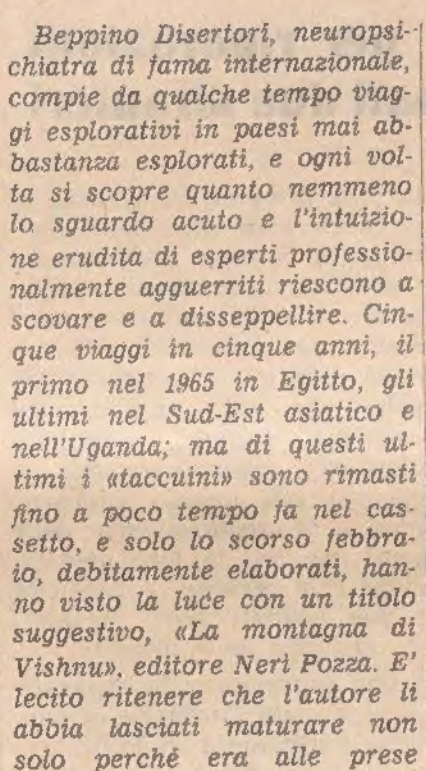 Beppino Disertori, neuropsi-
chiatra di fama internazionale,
compie da qualche tempo viag-
gi esplorativi in paesi mai ab-
bastanza esplorati, e ogni vol-
ta si scopre quanto nemmeno
lo sguardo acuto e l'intuizio-
ne erudita di esperti professio-
nalmente agguerriti riescono a
scovare e a disseppellire. Cin-
que viaggi in cinque anni, il
primo nel 1965 in Egitto, gli
ultimi nel Sud-Est asiatico e
nell'Uganda; ma di questi ul-
timi i «taccuini» sono rimasti
fino a poco tempo fa nel cas-
setto, e solo lo scorso febbra-
io, debitamente elaborati, han-
no visto la luce con un titolo
suggestivo, «La montagna di
Vishnu», editore Neri Pozza. E'
lecito ritenere che l'autore li
abbia lasciati maturare non
solo perché era alle prese